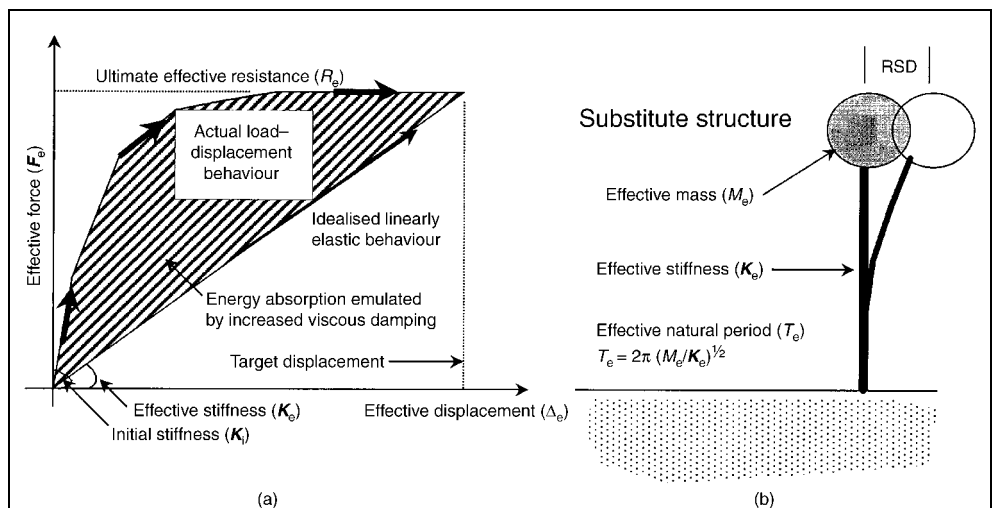 Ultimate effective resistance (Rₑ)
Actual load–
displacement
behaviour
Effective force (Fₑ)
Idealised linearly
elastic behaviour
Energy absorption emulated
by increased viscous damping
Target displacement
Effective stiffness (Kₑ)
Effective displacement (Δₑ)
Initial stiffness (Kᵢ)
(a)
RSD
Substitute structure
Effective mass (Mₑ)
Effective stiffness (Kₑ)
Effective natural period (Tₑ)
Tₑ = 2π (Mₑ/Kₑ)^½
(b)